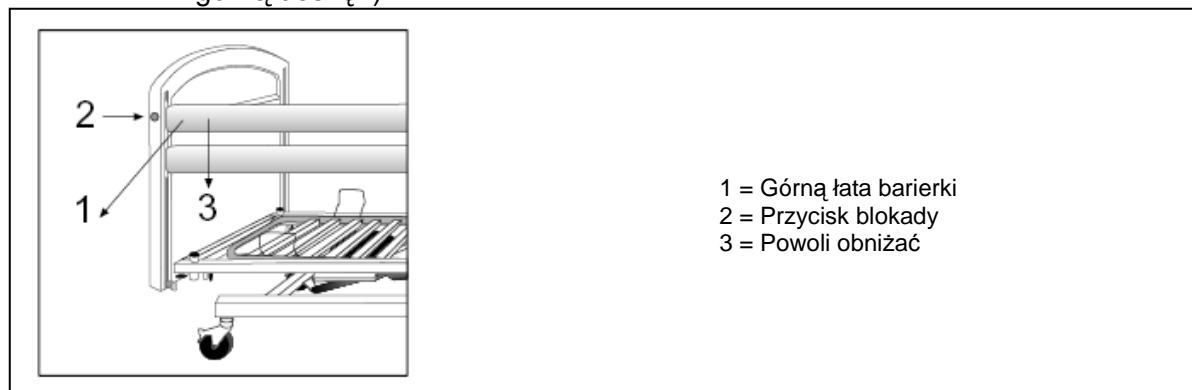 2
1
3
1 = Górną łata barierki
2 = Przycisk blokady
3 = Powoli obniżać